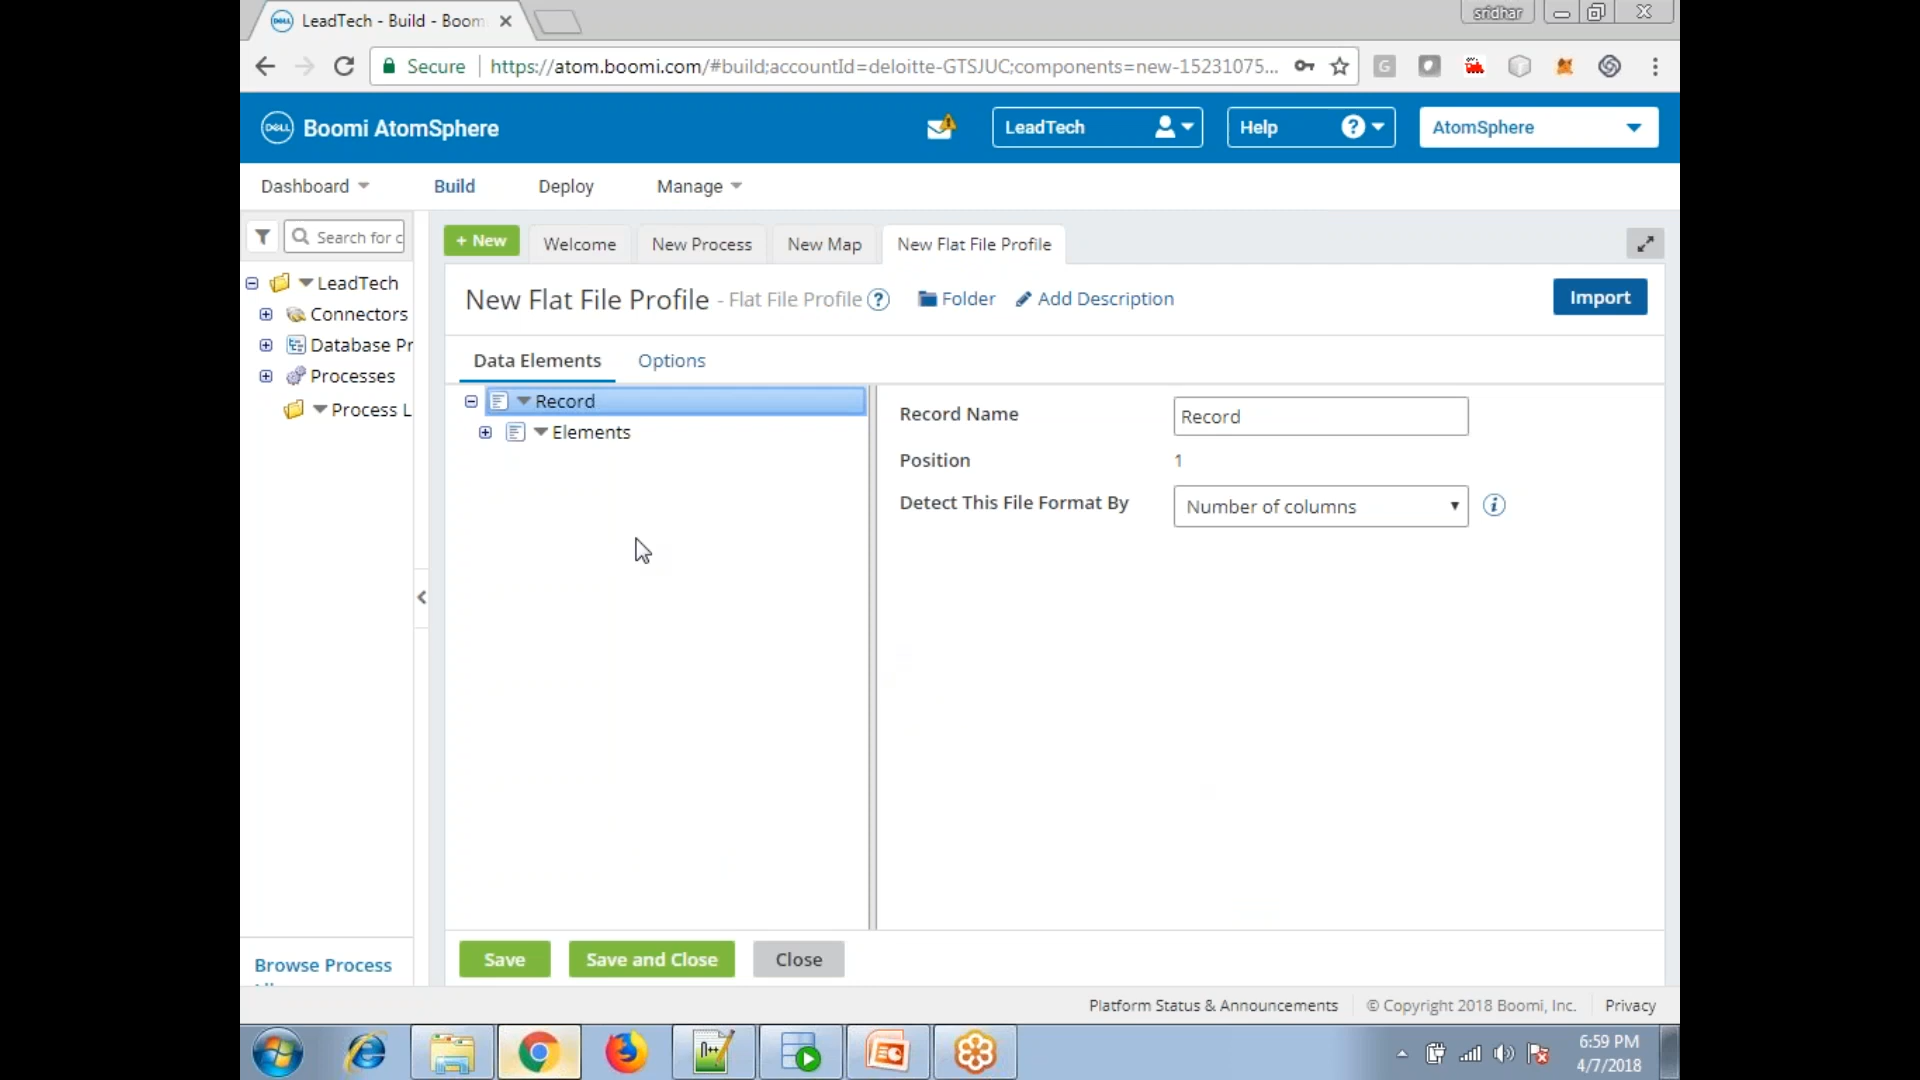 LeadTech - Build - Boom
sridhar
Secure
https://atom.boomi.com/#build;accountId=deloitte-GTSJUC;components=new-15231075...
DELL
Boomi AtomSphere
LeadTech
Help
AtomSphere
Dashboard
Build
Deploy
Manage
Search for c
+ New
Welcome
New Process
New Map
New Flat File Profile
LeadTech
Connectors
Database Pr
Processes
Process L
New Flat File Profile - Flat File Profile
Folder
Add Description
Import
Data Elements
Options
Record
Elements
Record Name
Record
Position
1
Detect This File Format By
Number of columns
Browse Process
Save
Save and Close
Close
Platform Status & Announcements
© Copyright 2018 Boomi, Inc.
Privacy
6:59 PM
4/7/2018